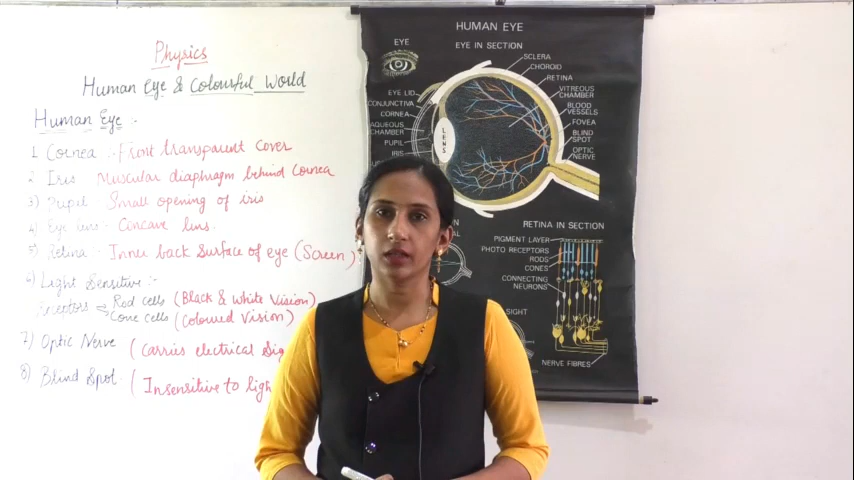 Physics
Human Eye & Colourful World
Human Eye :-
1 Cornea :- Front transparent Cover
2 Iris Muscular diaphragm behind Cornea
3) Pupil Small opening of iris
4) Eye lens :- Concave lens.
5) Retina :- Inner back Surface of eye (Screen)
6) Light Sensitive :-
Receptors Rod cells (Black & white Vision)
Cone cells (Coloured Vision)
7) Optic Nerve (Carries electrical Sig
8) Blind Spot (Insensitive to ligh
HUMAN EYE
EYE
EYE IN SECTION
SCLERA
CHOROID
RETINA
VITREOUS
CHAMBER
BLOOD
VESSELS
FOVEA
BLIND
SPOT
OPTIC
NERVE
EYE LID
CONJUNCTIVA
CORNEA
AQUEOUS
CHAMBER
PUPIL
IRIS
LENS
RETINA IN SECTION
PIGMENT LAYER
PHOTO RECEPTORS
RODS
CONES
CONNECTING
NEURONS
SIGHT
NERVE FIBRES